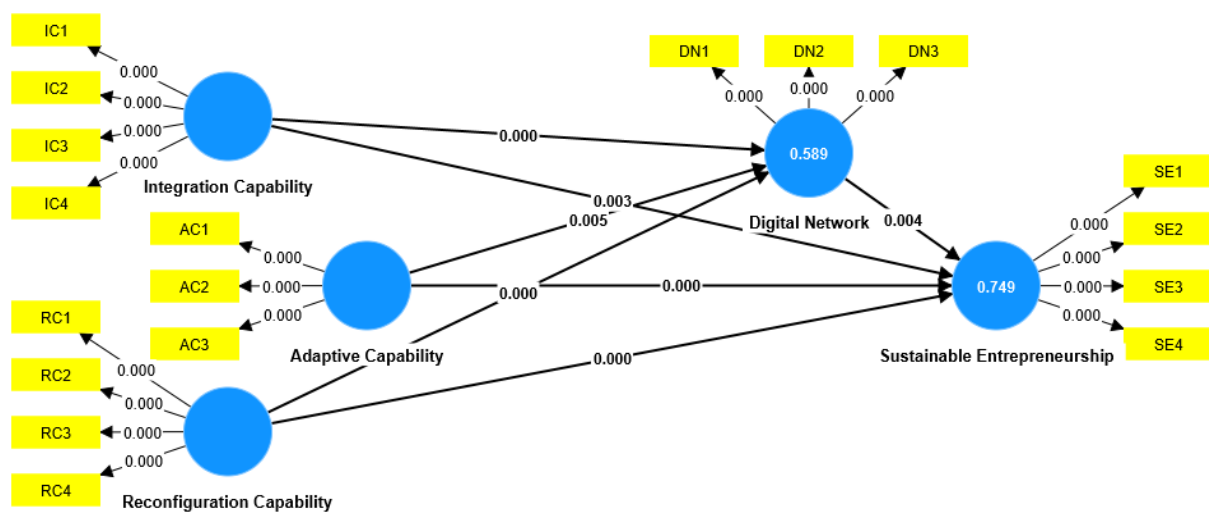 IC1
0.000
IC2
0.000
IC3
0.000
IC4
0.000
Integration Capability
AC1
0.000
AC2
0.000
AC3
0.000
Adaptive Capability
RC1
0.000
RC2
0.000
RC3
0.000
RC4
0.000
Reconfiguration Capability
0.000
0.003
0.005
0.000
0.000
0.000
DN1
DN2
DN3
0.000
0.000
0.000
0.589
Digital Network
0.004
0.749
Sustainable Entrepreneurship
SE1
0.000
SE2
0.000
SE3
0.000
SE4
0.000